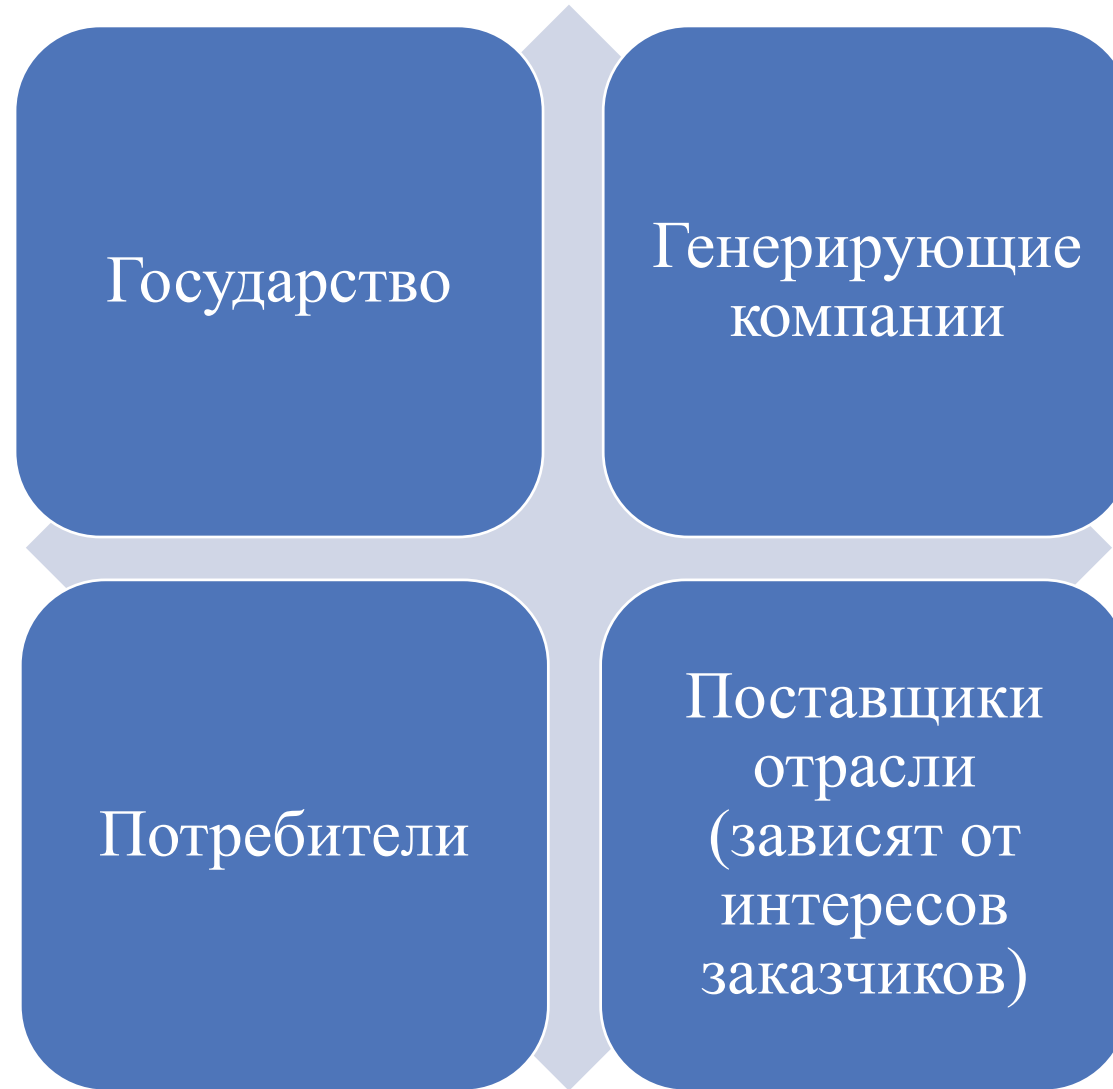 Государство
Генерирующие
компании
Потребители
Поставщики
отрасли
(зависят от
интересов
заказчиков)